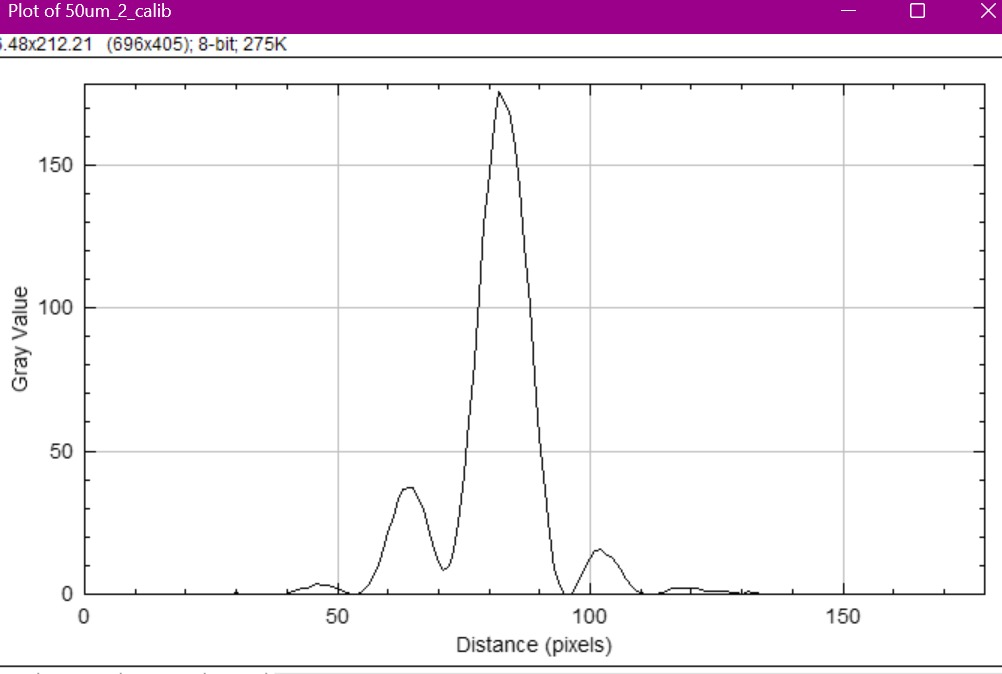 Plot of 50um_2_calib
.48x212.21 (696x405); 8-bit; 275K
150
100
50
0
Gray Value
0 50 100 150
Distance (pixels)